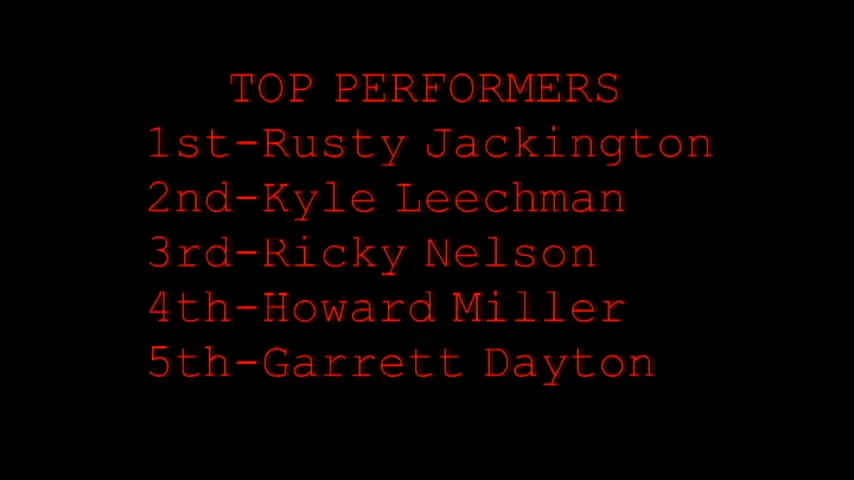 TOP PERFORMERS
1st-Rusty Jackington
2nd-Kyle Leechman
3rd-Ricky Nelson
4th-Howard Miller
5th-Garrett Dayton